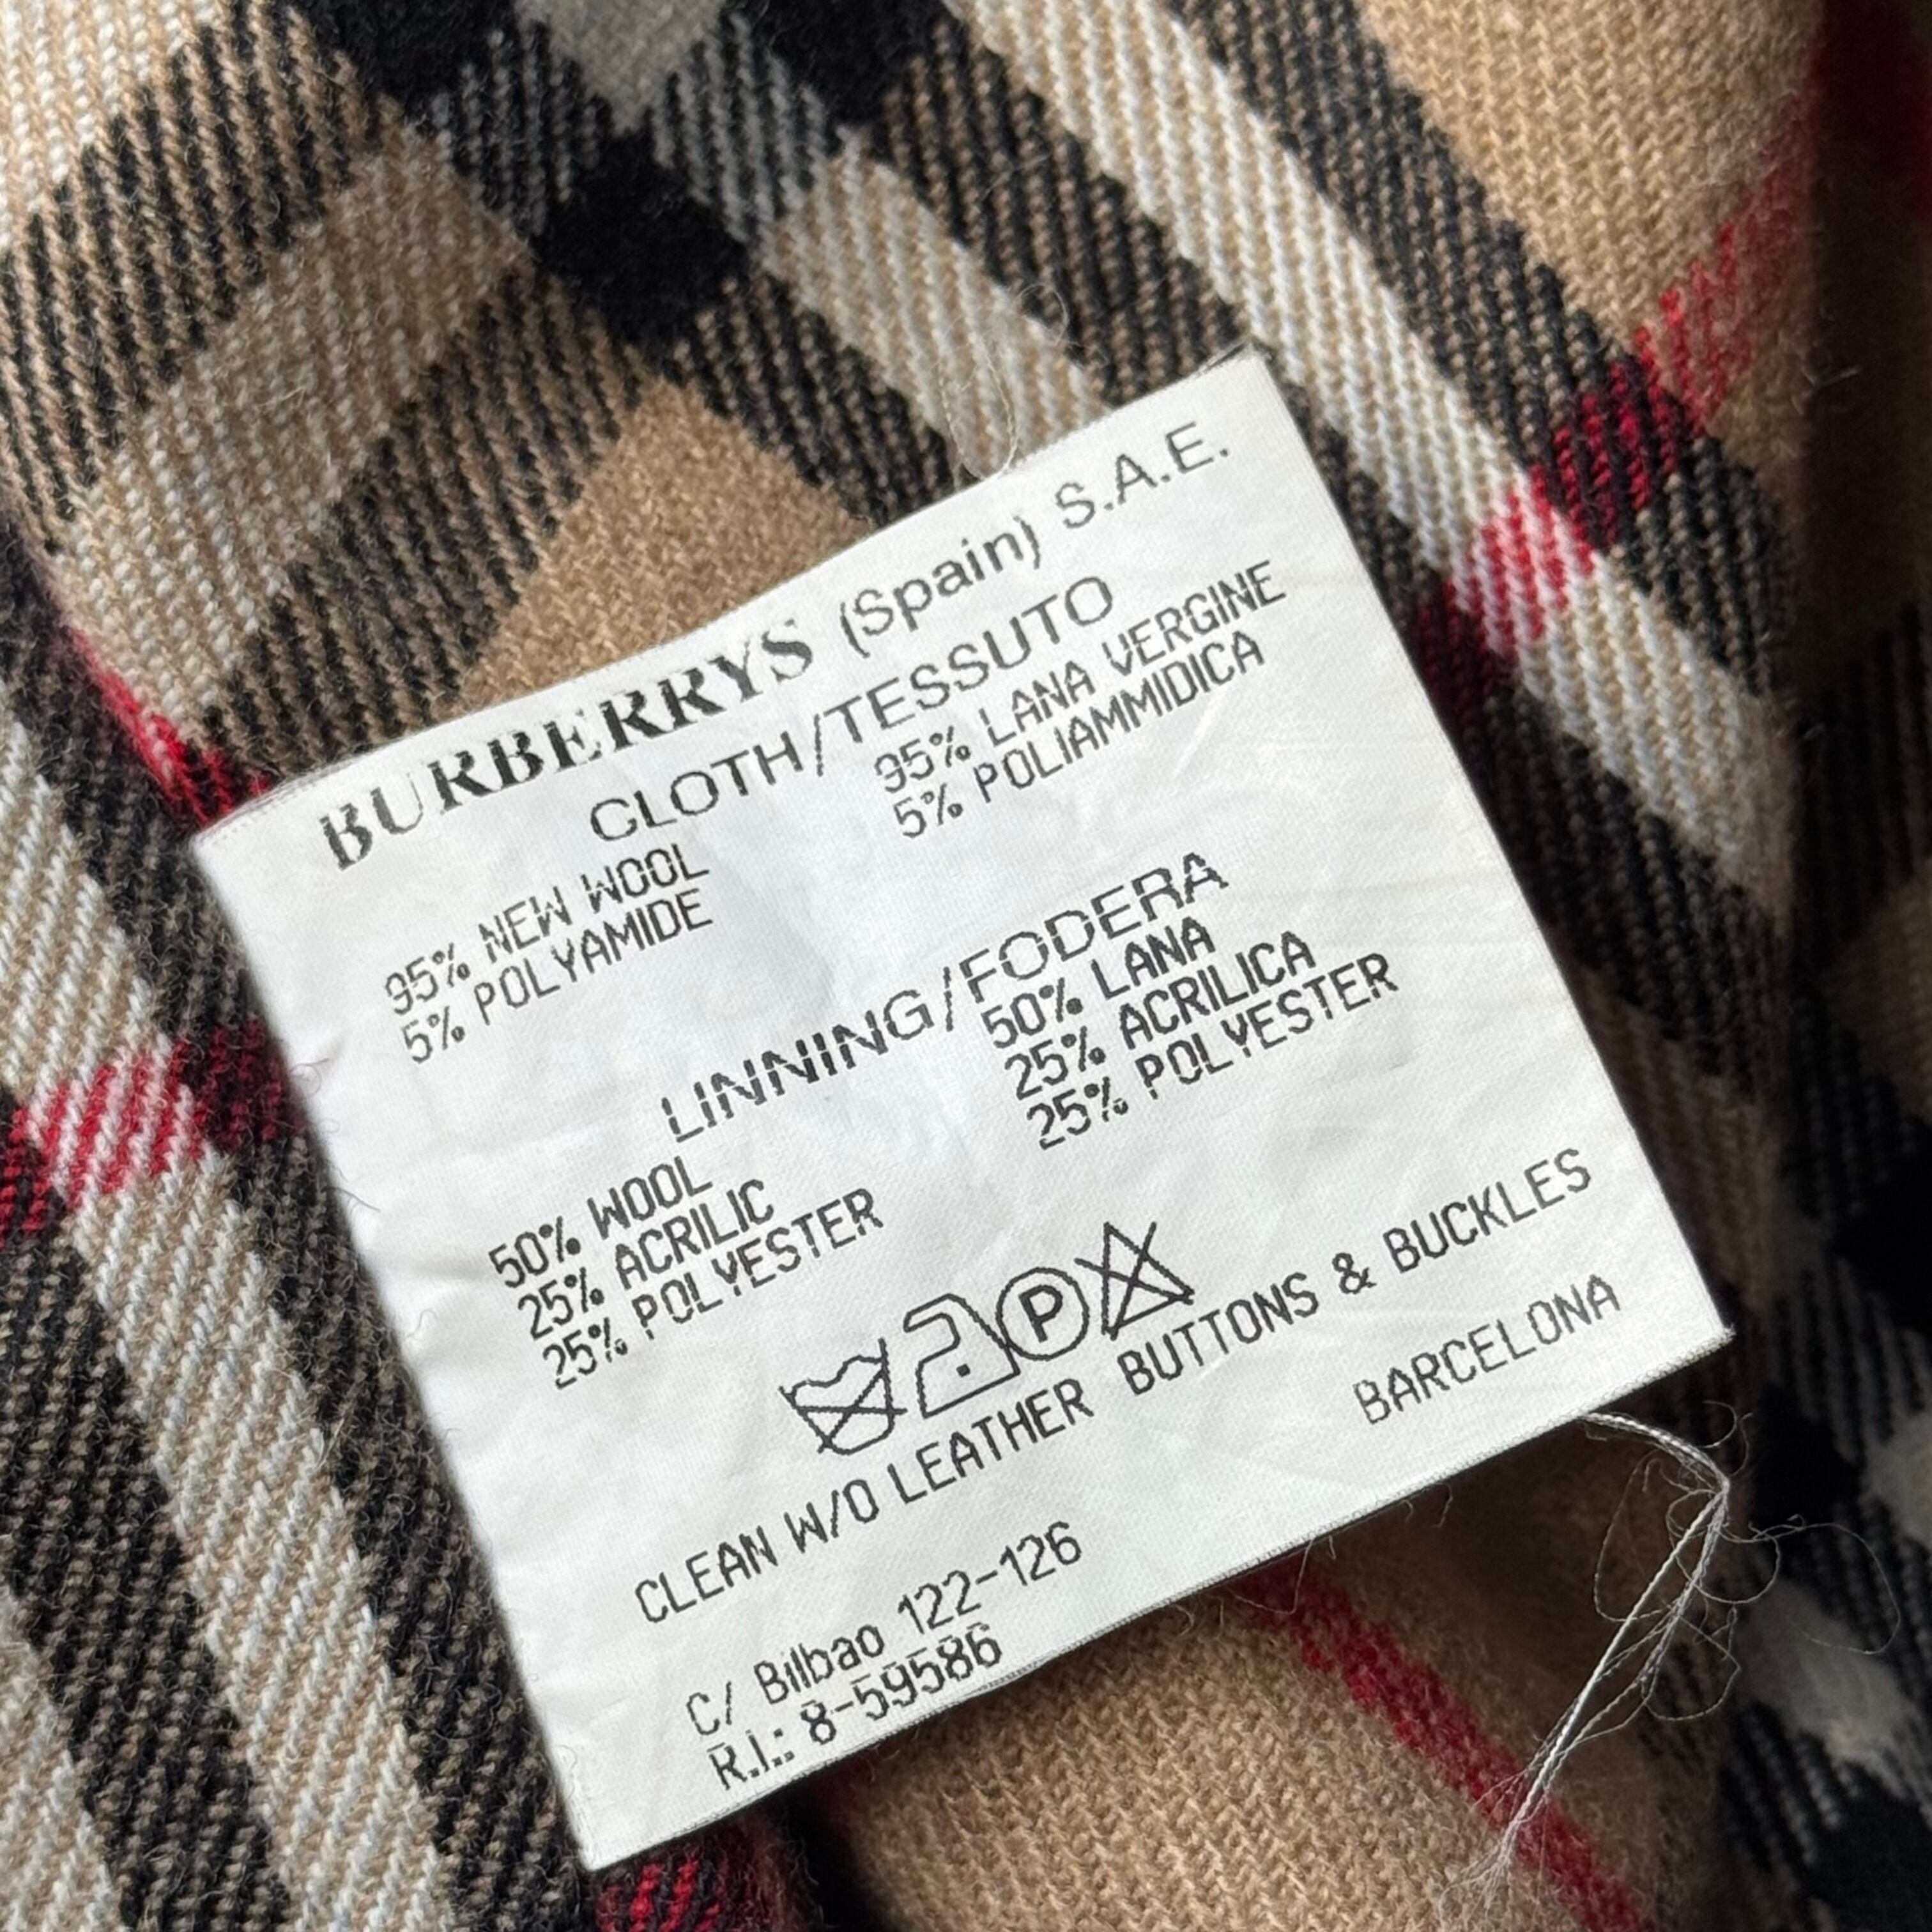 BURBERRYS (Spain) S.A.E.
CLOTH/TESSUTO
95% NEW WOOL
5% POLYAMIDE
95% LANA VERGINE
5% POLIAMMIDICA
LINNING/FODERA
50% WOOL
25% ACRILIC
25% POLYESTER
50% LANA
25% ACRILICA
25% POLYESTER
P
CLEAN W/O LEATHER BUTTONS & BUCKLES
C/ Bilbao 122-126
BARCELONA
R.I.: 8-59586